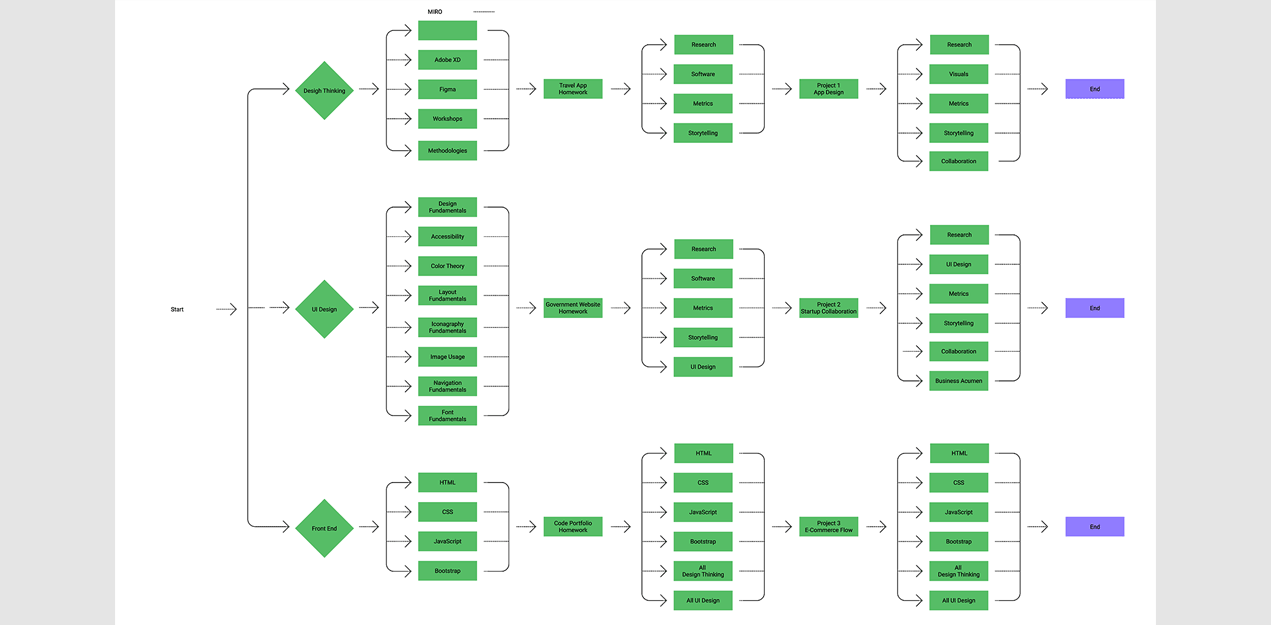 MIRO
Adobe XD
Figma
Workshops
Methodologies
Desigh Thinking
Travel App
Homework
Research
Software
Metrics
Storytelling
Project 1
App Design
Research
Visuals
Metrics
Storytelling
Collaboration
End
Start
UI Design
Design
Fundamentals
Accessibility
Color Theory
Layout
Fundamentals
Iconagraphy
Fundamentals
Image Usage
Navigation
Fundamentals
Font
Fundamentals
Government Website
Homework
Research
Software
Metrics
Storytelling
UI Design
Project 2
Startup Collaboration
Research
UI Design
Metrics
Storytelling
Collaboration
Business Acumen
End
Front End
HTML
CSS
JavaScript
Bootstrap
Code Portfolio
Homework
HTML
CSS
JavaScript
Bootstrap
All
Design Thinking
All UI Design
Project 3
E-Commerce Flow
HTML
CSS
JavaScript
Bootstrap
All
Design Thinking
All UI Design
End